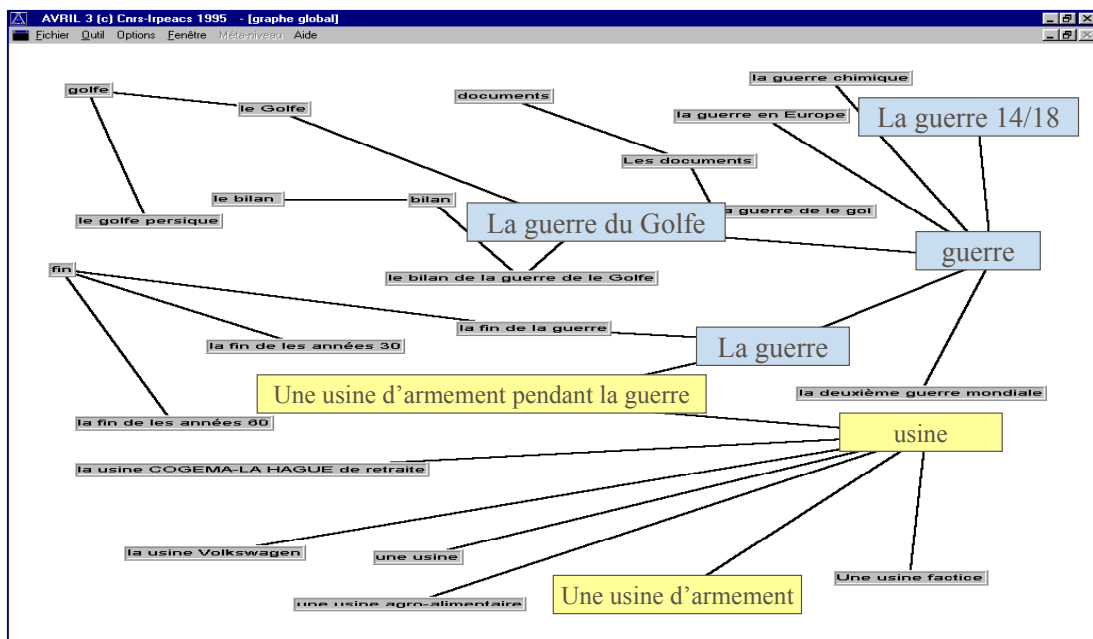 AVRIL 3 (c) Cnrs-Irpeacs 1995 - [graphe global]
Fichier Outil Options Fenêtre Méta-niveau Aide
la guerre chimique
golfe
documents
le Golfe
la guerre en Europe
La guerre 14/18
Les documents
le bilan
bilan
le golfe persique
La guerre du Golfe
a guerre de le gol
guerre
fin
le bilan de la guerre de le Golfe
la fin de la guerre
la fin de les années 30
La guerre
Une usine d'armement pendant la guerre
la deuxième guerre mondiale
la fin de les années 60
usine
la usine COGEMA-LA HAGUE de retraite
la usine Volkswagen
une usine
Une usine factice
une usine agro-alimentaire
Une usine d'armement